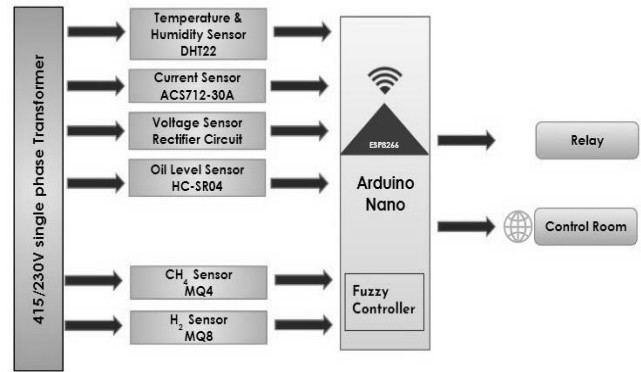 415/230V single phase Transformer
Temperature &
Humidity Sensor
DHT22
Current Sensor
ACS712-30A
Voltage Sensor
Rectifier Circuit
Oil Level Sensor
HC-SR04
CH₄ Sensor
MQ4
H₂ Sensor
MQ8
ESP8266
Arduino
Nano
Fuzzy
Controller
Relay
Control Room